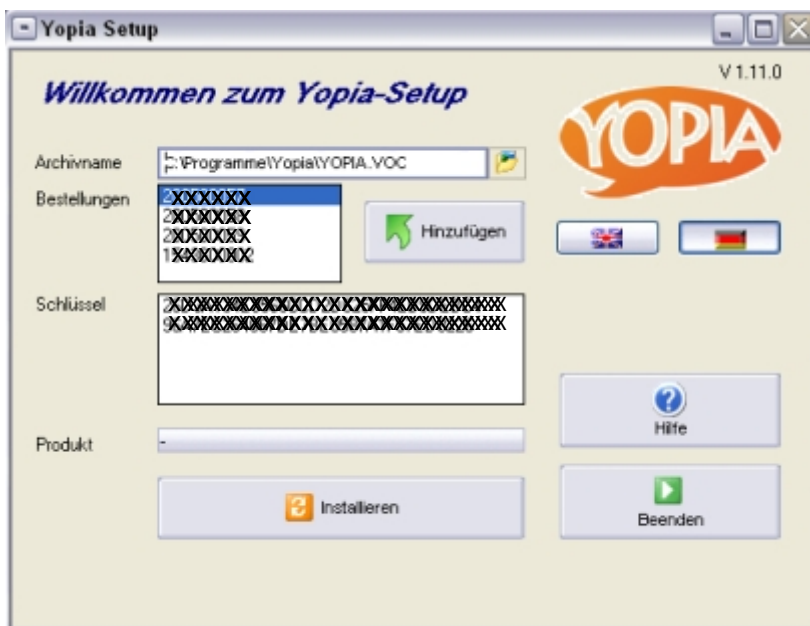 Yopia Setup
V 1.11.0
Willkommen zum Yopia-Setup
YOPIA
Archivname
C:\Programme\Yopia\YOPIA.VOC
Bestellungen
Hinzufügen
Schlüssel
Hilfe
Produkt
-
Installieren
Beenden